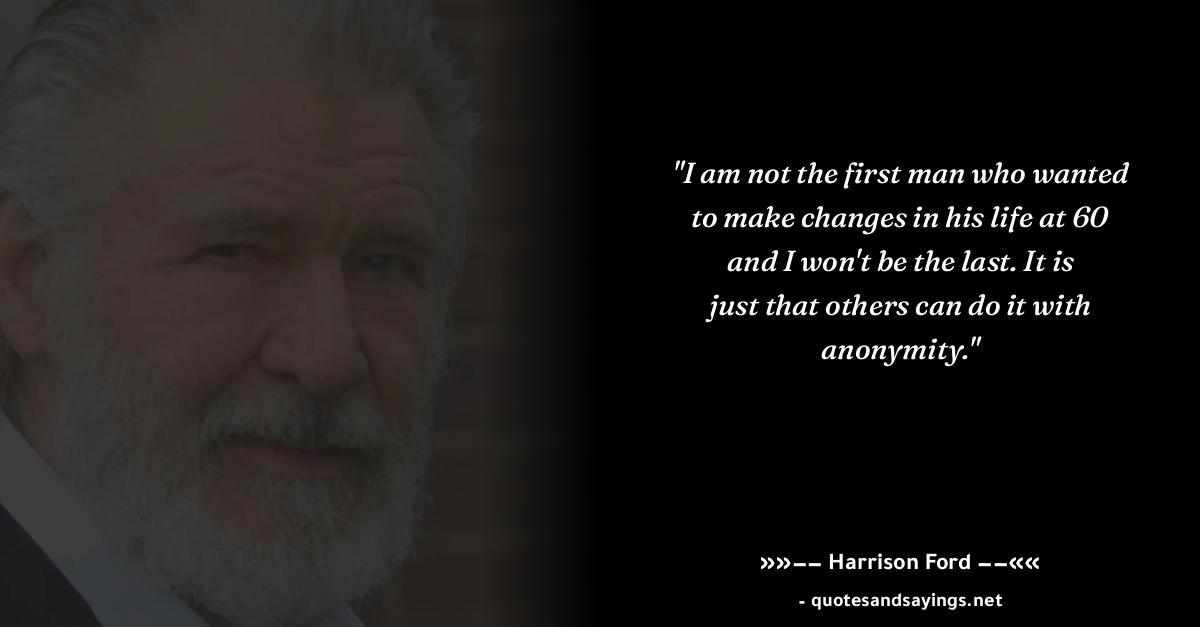 "I am not the first man who wanted
to make changes in his life at 60
and I won't be the last. It is
just that others can do it with
anonymity."
»»–– Harrison Ford ––««
- quotesandsayings.net